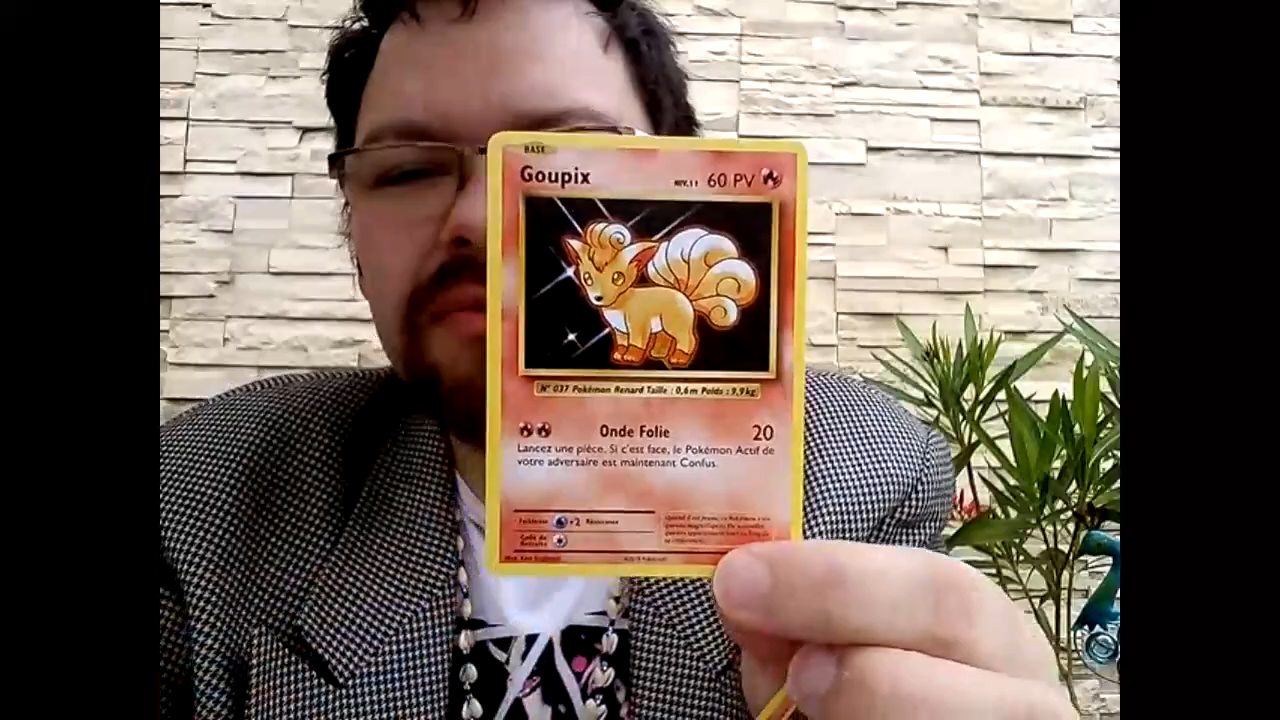 BASE
Goupix NIV.11 60 PV
N° 037 Pokémon Renard Taille : 0,6m Poids : 9,9kg
Onde Folie 20
Lancez une pièce. Si c'est face, le Pokémon Actif de
votre adversaire est maintenant Confus.
Faiblesse ×2 Résistance
Coût de
Retraite